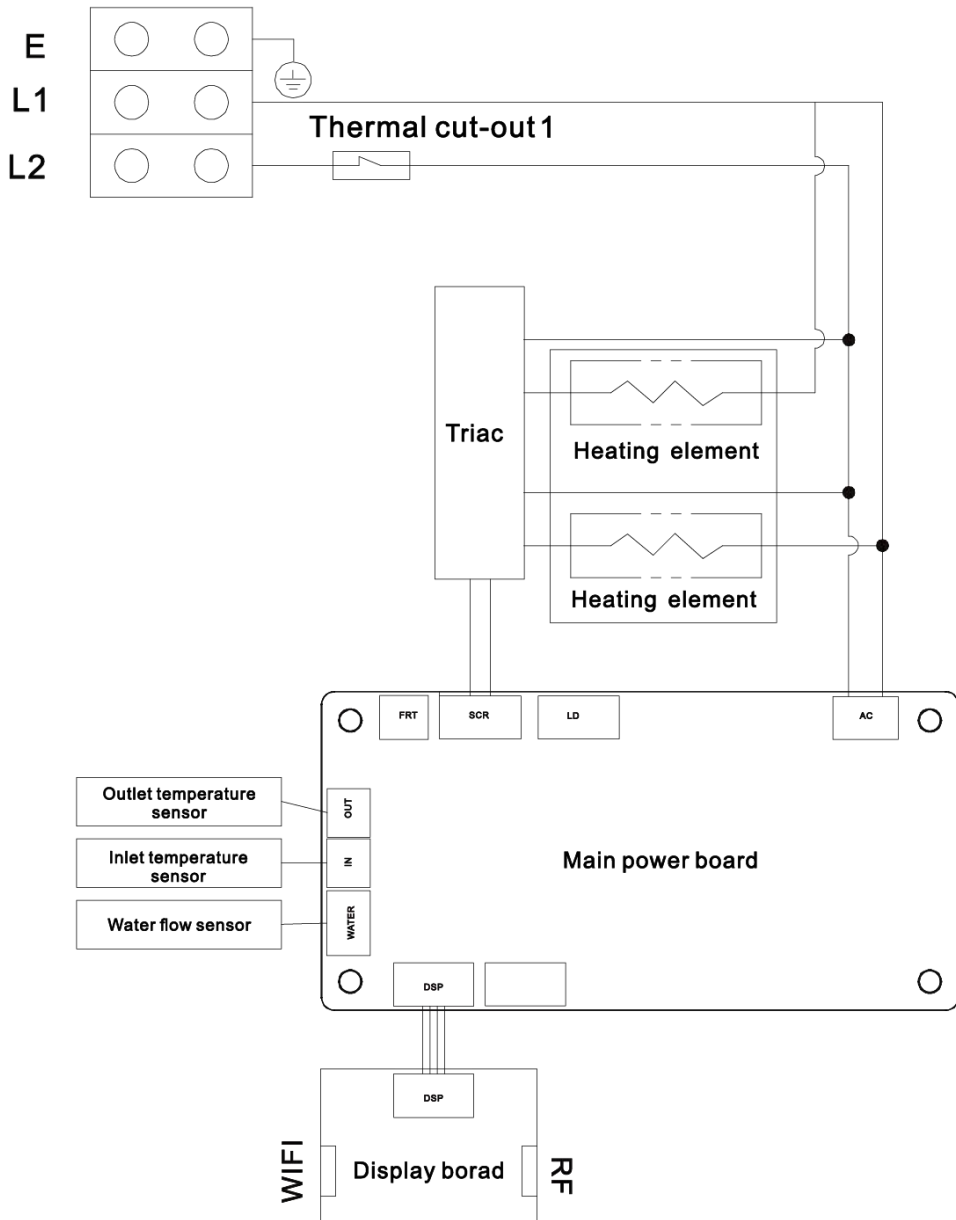 E
L1
Thermal cut-out 1
L2
Triac
Heating element
Heating element
FRT
SCR
LD
AC
Outlet temperature
sensor
OUT
Inlet temperature
sensor
IN
Main power board
Water flow sensor
WATER
DSP
DSP
WIFI
Display borad
RF